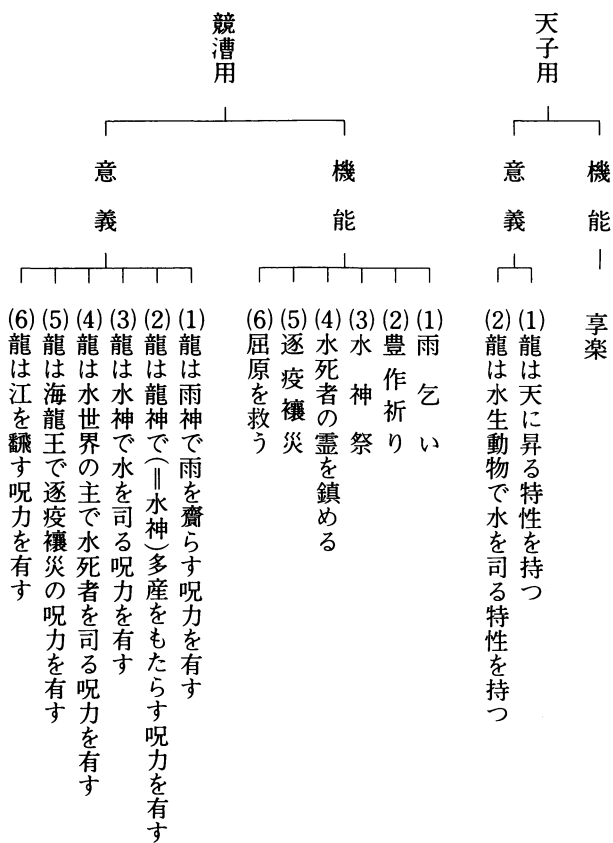 天子用
機能
享楽
意義
(1)龍は天に昇る特性を持つ
(2)龍は水生動物で水を司る特性を持つ
競漕用
機能
(1)雨乞い
(2)豊作祈り
(3)水神祭
(4)水死者の霊を鎮める
(5)逐疫禳災
(6)屈原を救う
意義
(1)龍は雨神で雨を齎らす呪力を有す
(2)龍は龍神で(＝水神)多産をもたらす呪力を有す
(3)龍は水神で水を司る呪力を有す
(4)龍は水世界の主で水死者を司る呪力を有す
(5)龍は海龍王で逐疫禳災の呪力を有す
(6)龍は江を飜す呪力を有す